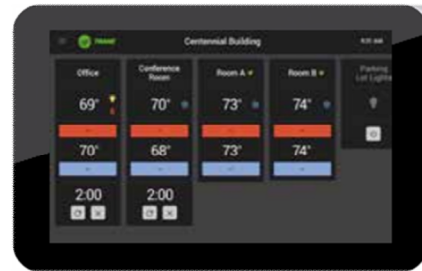 TRANE
Centennial Building
Office
69°
70°
2:00
Conference
Room
70°
68°
2:00
Room A
73°
73°
Room B
74°
74°
Parking
Lot Lights